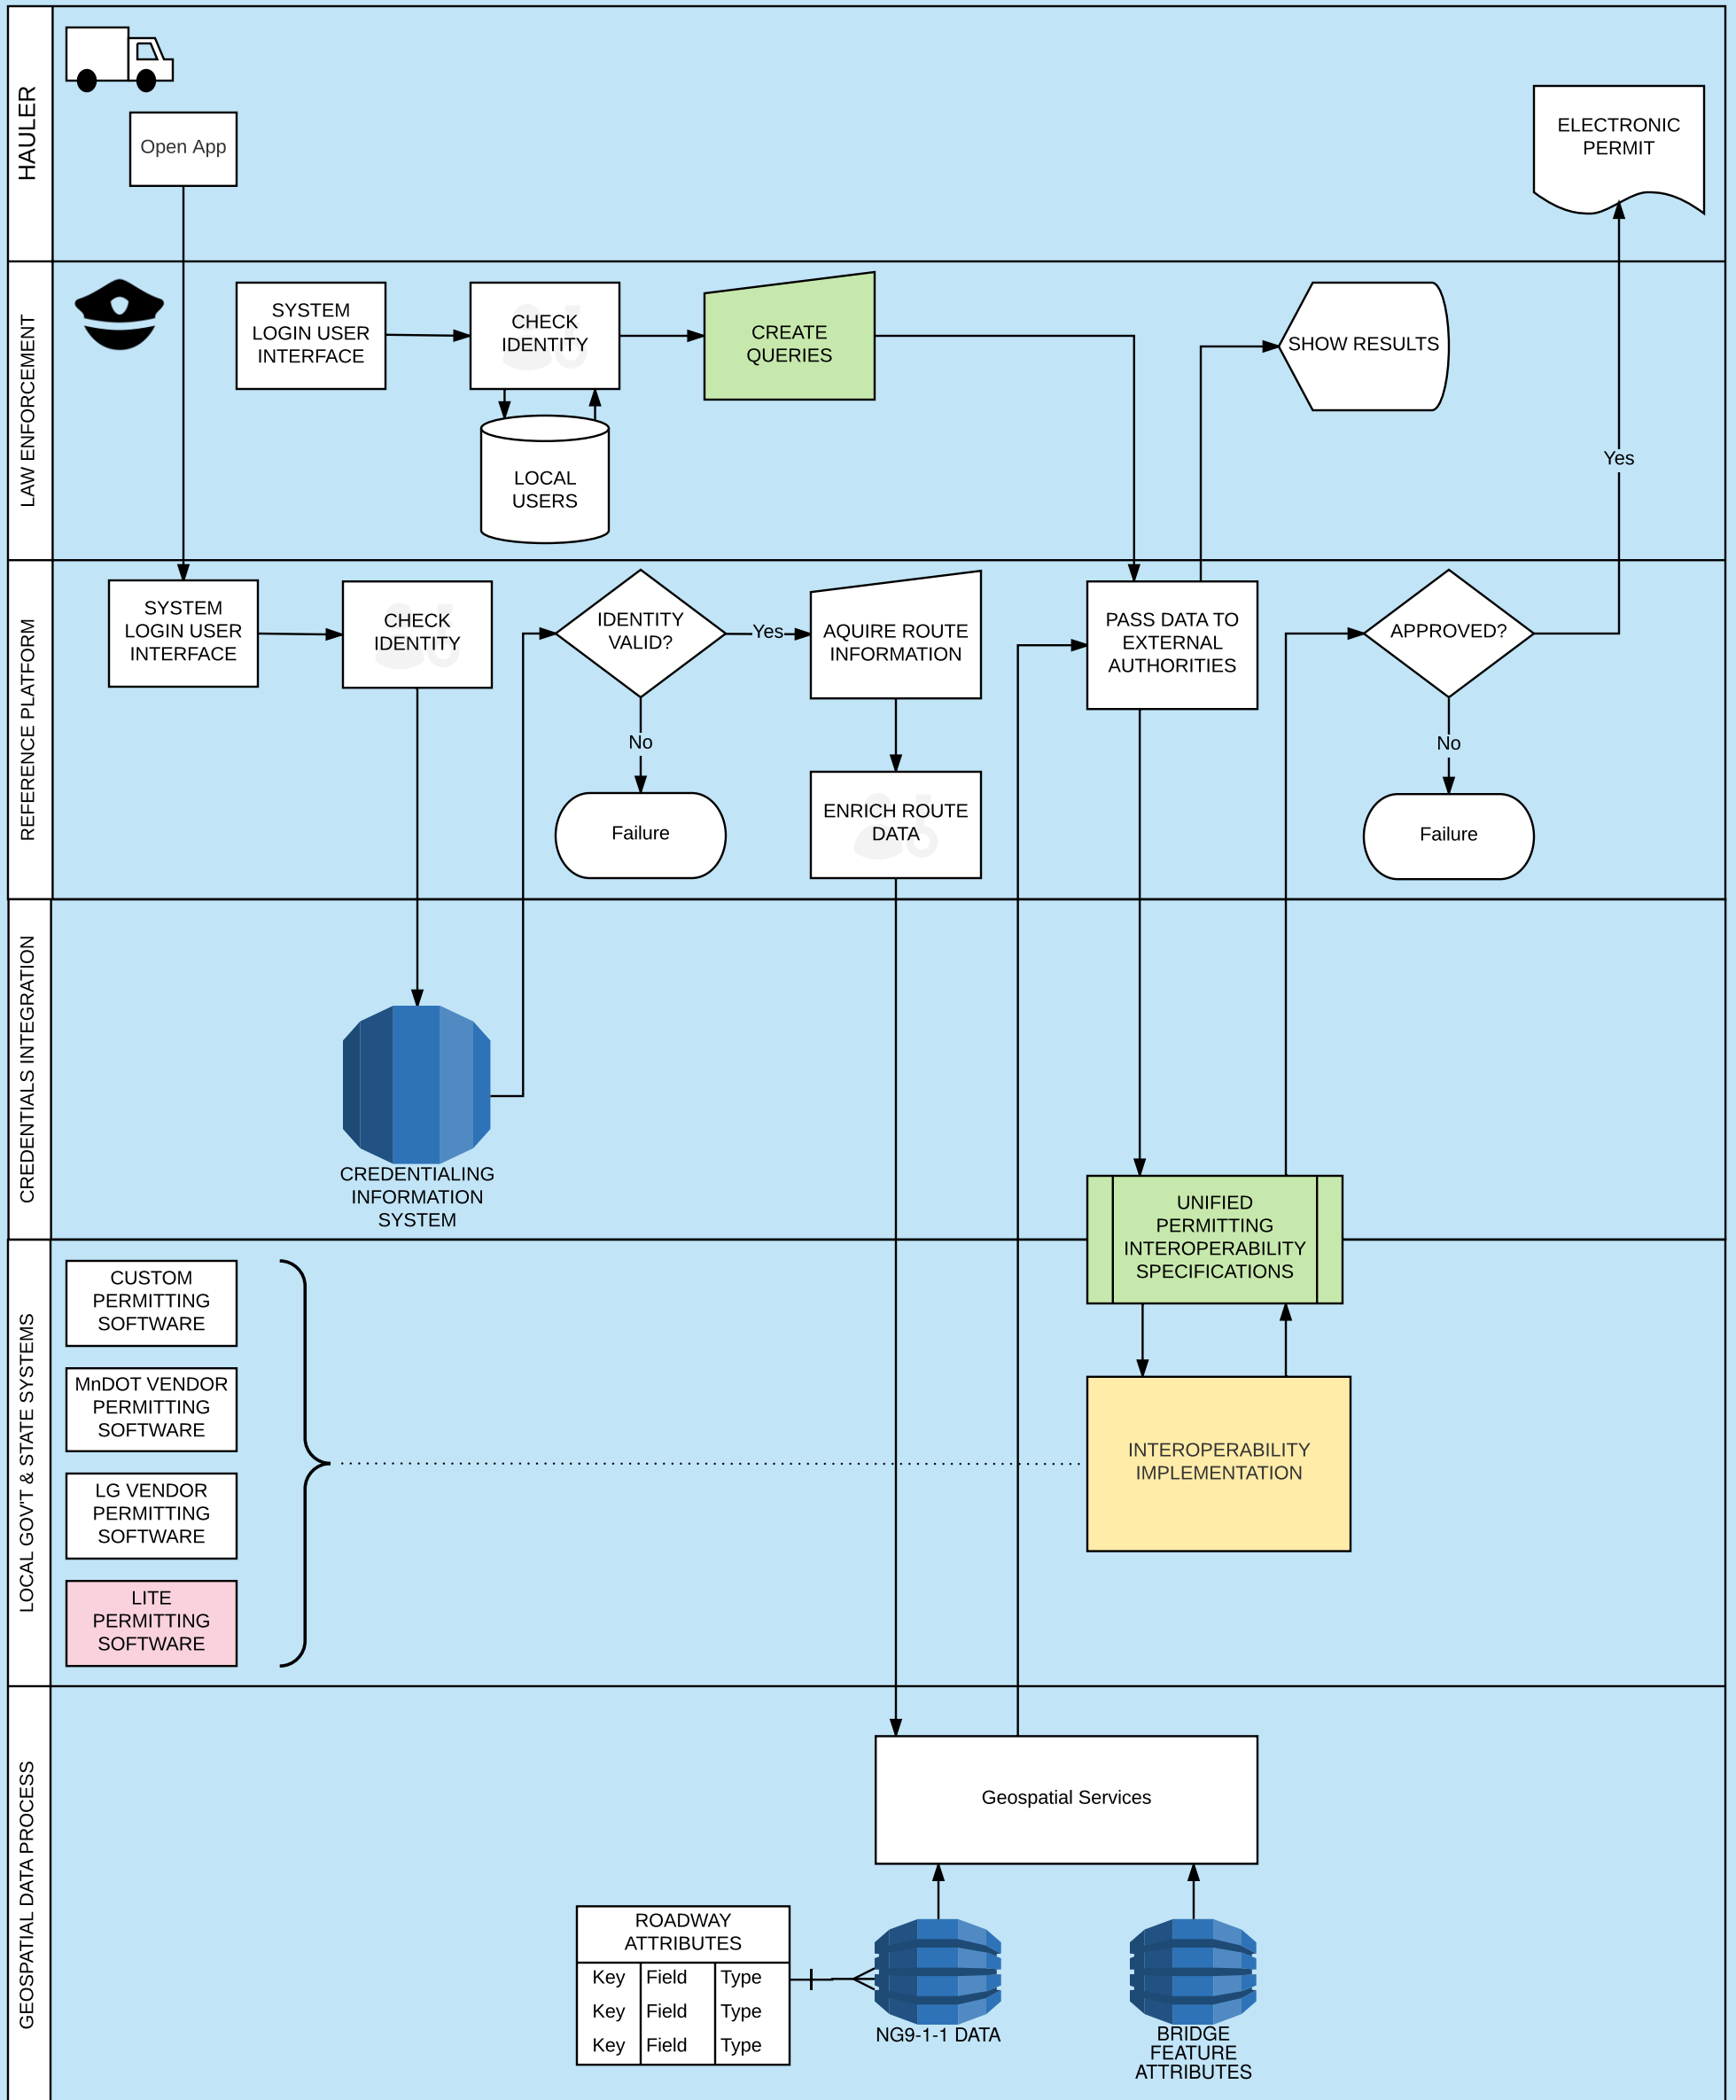 HAULER
Open App
ELECTRONIC
PERMIT
LAW ENFORCEMENT
SYSTEM
LOGIN USER
INTERFACE
CHECK
IDENTITY
CREATE
QUERIES
SHOW RESULTS
LOCAL
USERS
Yes
REFERENCE PLATFORM
SYSTEM
LOGIN USER
INTERFACE
CHECK
IDENTITY
IDENTITY
VALID?
Yes
AQUIRE ROUTE
INFORMATION
PASS DATA TO
EXTERNAL
AUTHORITIES
APPROVED?
No
No
Failure
ENRICH ROUTE
DATA
Failure
CREDENTIALS INTEGRATION
CREDENTIALING
INFORMATION
SYSTEM
UNIFIED
PERMITTING
INTEROPERABILITY
SPECIFICATIONS
LOCAL GOV'T & STATE SYSTEMS
CUSTOM
PERMITTING
SOFTWARE
MnDOT VENDOR
PERMITTING
SOFTWARE
LG VENDOR
PERMITTING
SOFTWARE
LITE
PERMITTING
SOFTWARE
INTEROPERABILITY
IMPLEMENTATION
GEOSPATIAL DATA PROCESS
Geospatial Services
ROADWAY
ATTRIBUTES
Key Field Type
Key Field Type
Key Field Type
NG9-1-1 DATA
BRIDGE
FEATURE
ATTRIBUTES